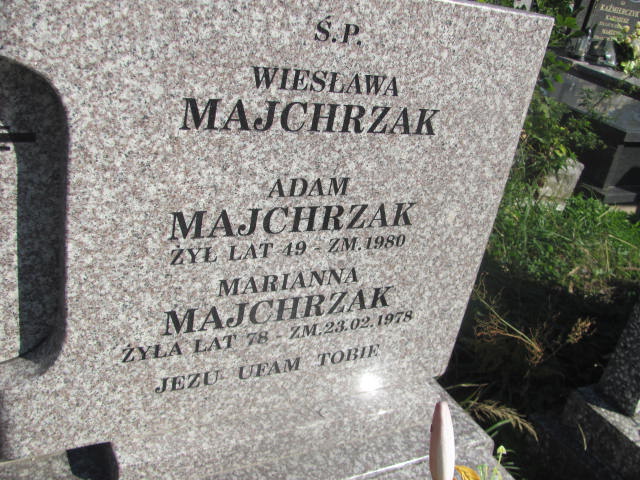 Ś.P.
WIESŁAWA
MAJCHRZAK
ADAM
MAJCHRZAK
ŻYŁ LAT 49 - ZM.1980
MARIANNA
MAJCHRZAK
ŻYŁA LAT 78 - ZM.23.02.1978
JEZU UFAM TOBIE
KAŹMIERCZYK